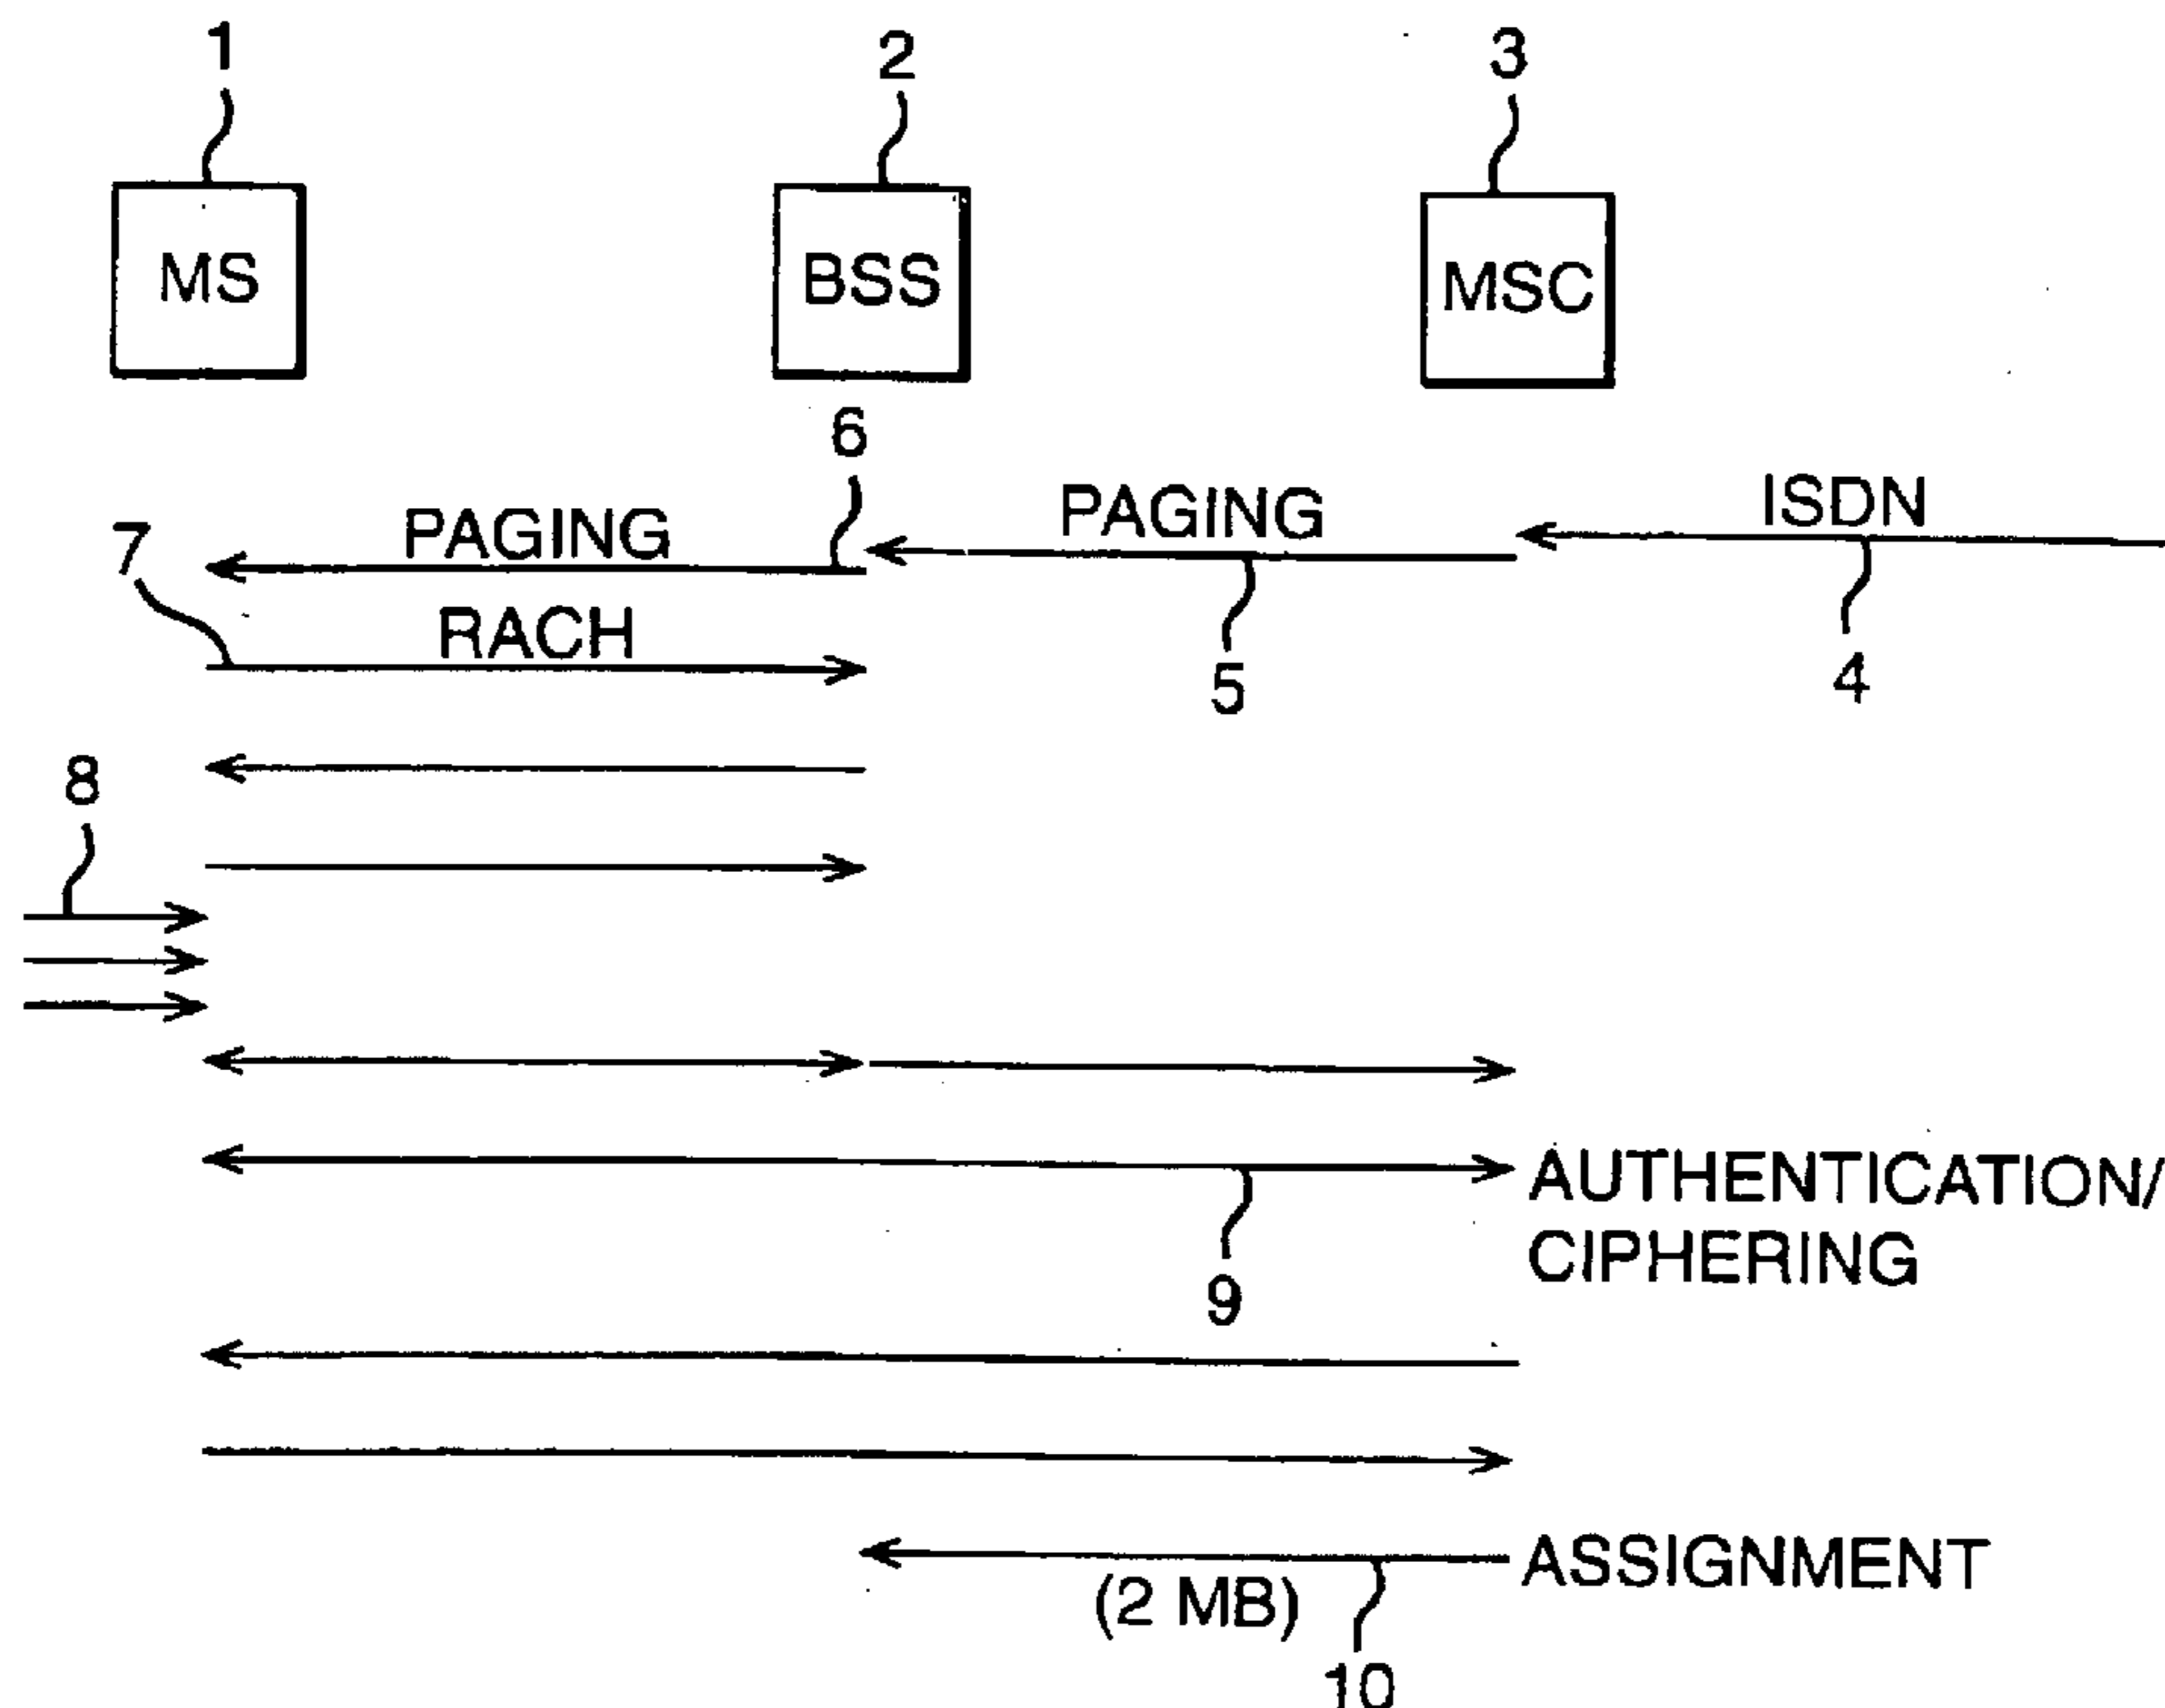 1
2
3
MS
BSS
MSC
6
PAGING
PAGING
ISDN
7
RACH
5
4
8
AUTHENTICATION/
CIPHERING
9
ASSIGNMENT
(2 MB)
10